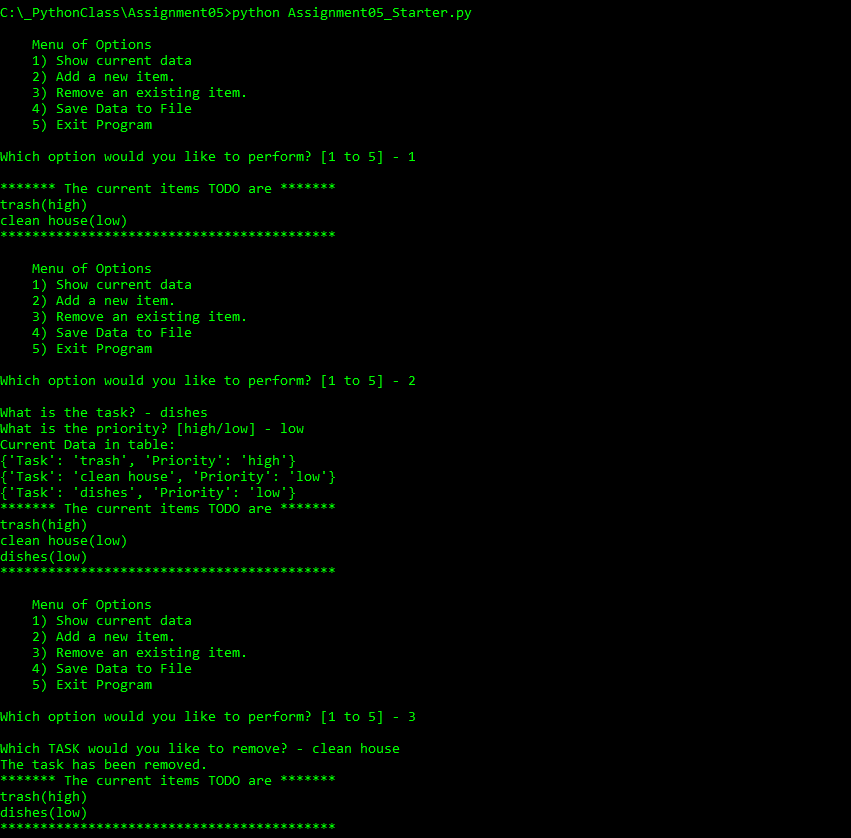 C:\_PythonClass\Assignment05>python Assignment05_Starter.py
Menu of Options
1) Show current data
2) Add a new item.
3) Remove an existing item.
4) Save Data to File
5) Exit Program
Which option would you like to perform? [1 to 5] - 1
******* The current items TODO are *******
trash(high)
clean house(low)
******************************************
Menu of Options
1) Show current data
2) Add a new item.
3) Remove an existing item.
4) Save Data to File
5) Exit Program
Which option would you like to perform? [1 to 5] - 2
What is the task? - dishes
What is the priority? [high/low] - low
Current Data in table:
{'Task': 'trash', 'Priority': 'high'}
{'Task': 'clean house', 'Priority': 'low'}
{'Task': 'dishes', 'Priority': 'low'}
******* The current items TODO are *******
trash(high)
clean house(low)
dishes(low)
******************************************
Menu of Options
1) Show current data
2) Add a new item.
3) Remove an existing item.
4) Save Data to File
5) Exit Program
Which option would you like to perform? [1 to 5] - 3
Which TASK would you like to remove? - clean house
The task has been removed.
******* The current items TODO are *******
trash(high)
dishes(low)
******************************************